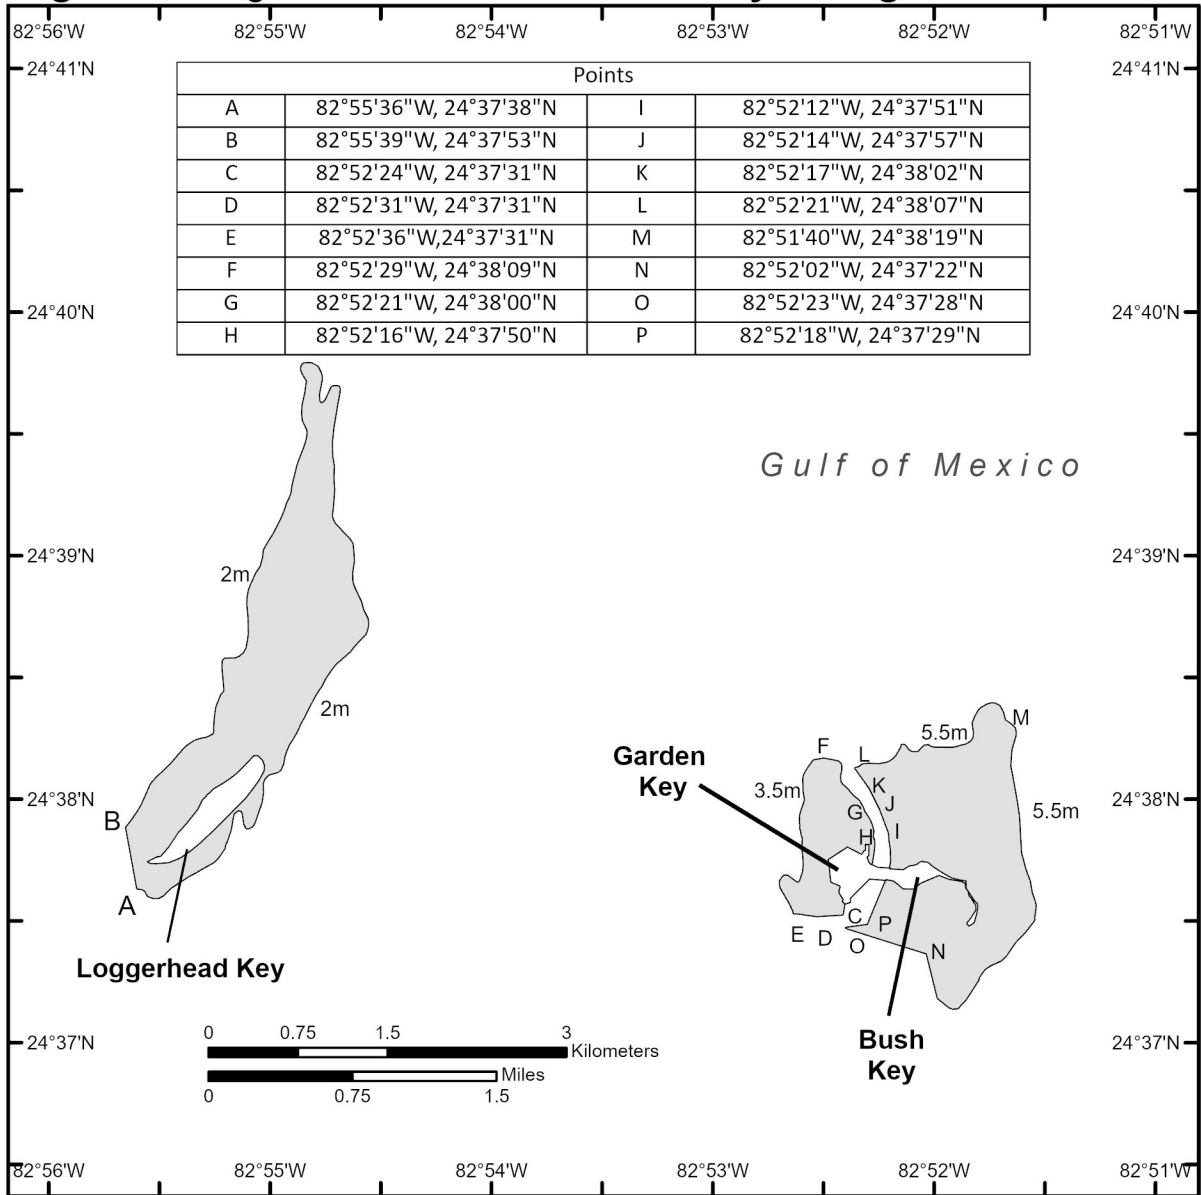 82°56'W 82°55'W 82°54'W 82°53'W 82°52'W 82°51'W
24°41'N 24°41'N
Points
A 82°55'36"W, 24°37'38"N I 82°52'12"W, 24°37'51"N
B 82°55'39"W, 24°37'53"N J 82°52'14"W, 24°37'57"N
C 82°52'24"W, 24°37'31"N K 82°52'17"W, 24°38'02"N
D 82°52'31"W, 24°37'31"N L 82°52'21"W, 24°38'07"N
E 82°52'36"W,24°37'31"N M 82°51'40"W, 24°38'19"N
F 82°52'29"W, 24°38'09"N N 82°52'02"W, 24°37'22"N
G 82°52'21"W, 24°38'00"N O 82°52'23"W, 24°37'28"N
H 82°52'16"W, 24°37'50"N P 82°52'18"W, 24°37'29"N
24°40'N 24°40'N
Gulf of Mexico
24°39'N 24°39'N
2m
2m
M
5.5m
F L
Garden
Key
3.5m
K
J
24°38'N 24°38'N
5.5m
G
B
I
H
A
C
P
E D
O
N
Loggerhead Key
Bush
Key
24°37'N 24°37'N
0 0.75 1.5 3
Kilometers
Miles
0 0.75 1.5
82°56'W 82°55'W 82°54'W 82°53'W 82°52'W 82°51'W